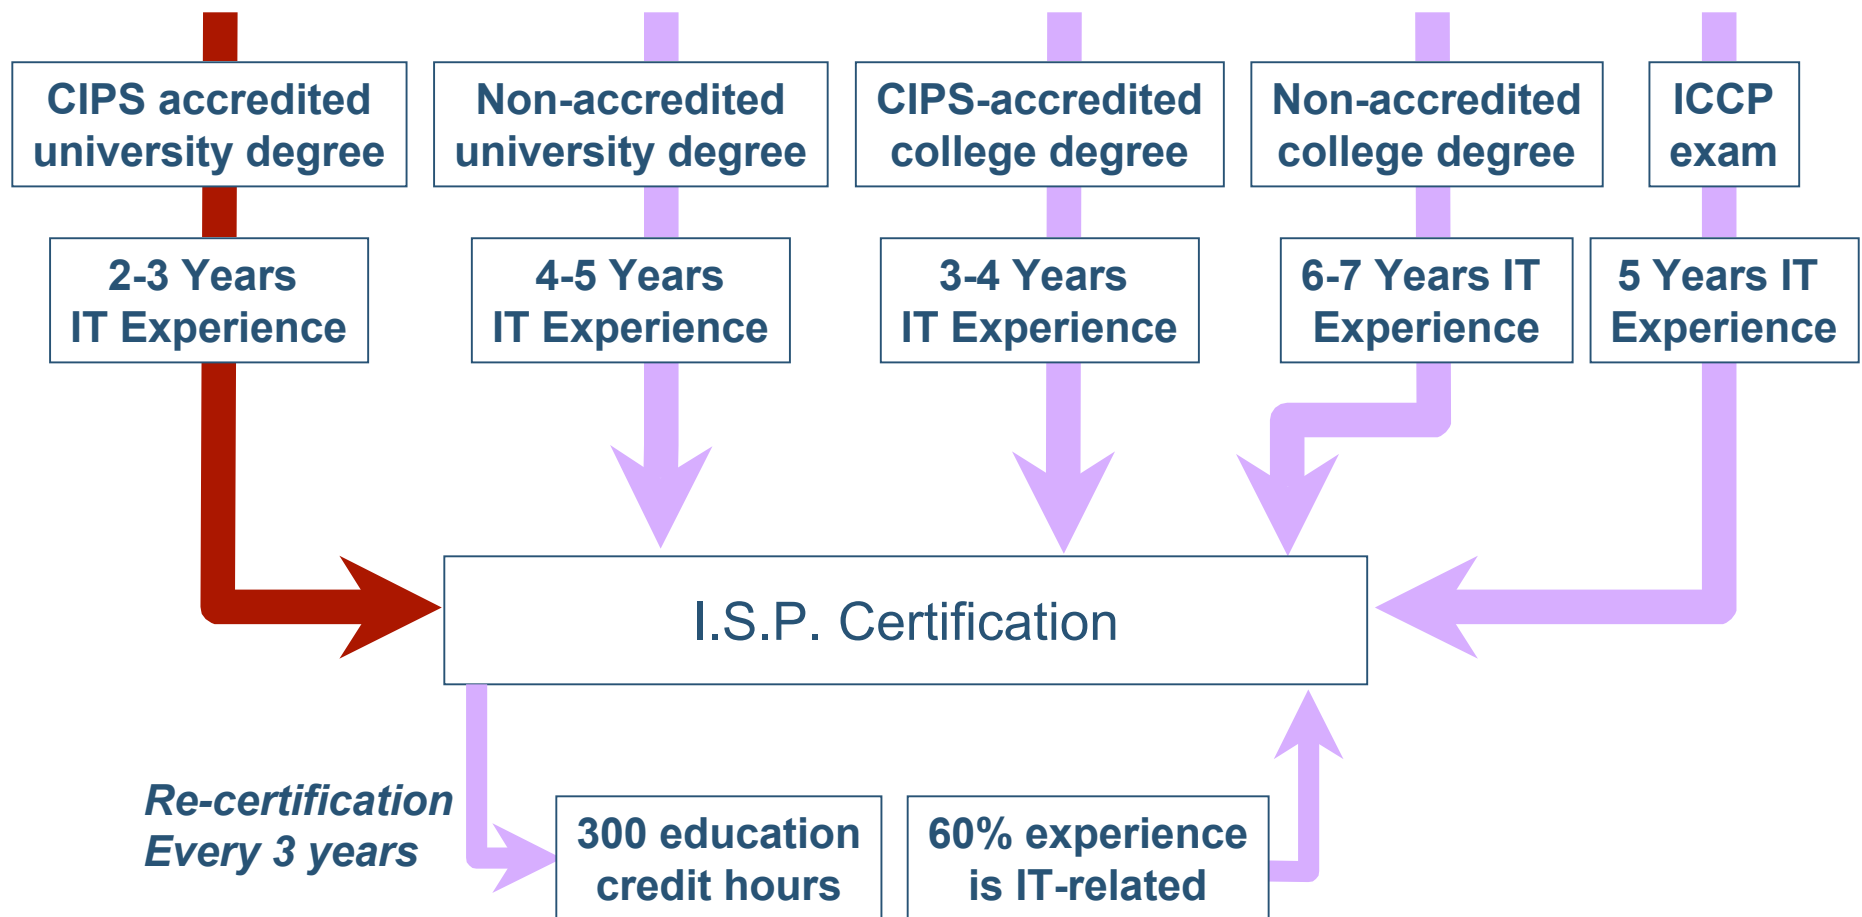 CIPS accredited
university degree
Non-accredited
university degree
CIPS-accredited
college degree
Non-accredited
college degree
ICCP
exam
2-3 Years
IT Experience
4-5 Years
IT Experience
3-4 Years
IT Experience
6-7 Years IT
Experience
5 Years IT
Experience
I.S.P. Certification
Re-certification
Every 3 years
300 education
credit hours
60% experience
is IT-related